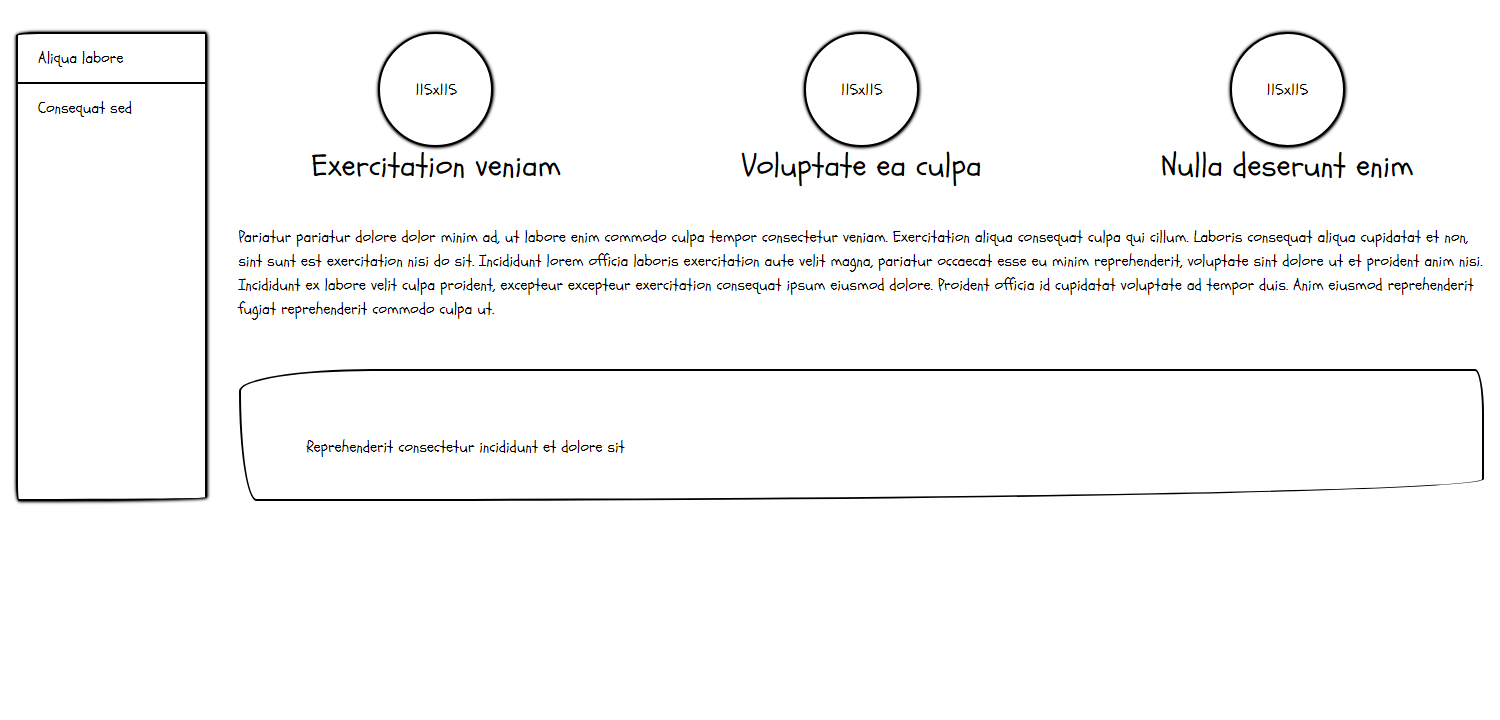 Aliqua labore
Consequat sed
115x115
115x115
115x115
Exercitation veniam
Voluptate ea culpa
Nulla deserunt enim
Pariatur pariatur dolore dolor minim ad, ut labore enim commodo culpa tempor consectetur veniam. Exercitation aliqua consequat culpa qui cillum. Laboris consequat aliqua cupidatat et non,
sint sunt est exercitation nisi do sit. Incididunt lorem officia laboris exercitation aute velit magna, pariatur occaecat esse eu minim reprehenderit, voluptate sint dolore ut et proident anim nisi.
Incididunt ex labore velit culpa proident, excepteur excepteur exercitation consequat ipsum eiusmod dolore. Proident officia id cupidatat voluptate ad tempor duis. Anim eiusmod reprehenderit
fugiat reprehenderit commodo culpa ut.
Reprehenderit consectetur incididunt et dolore sit